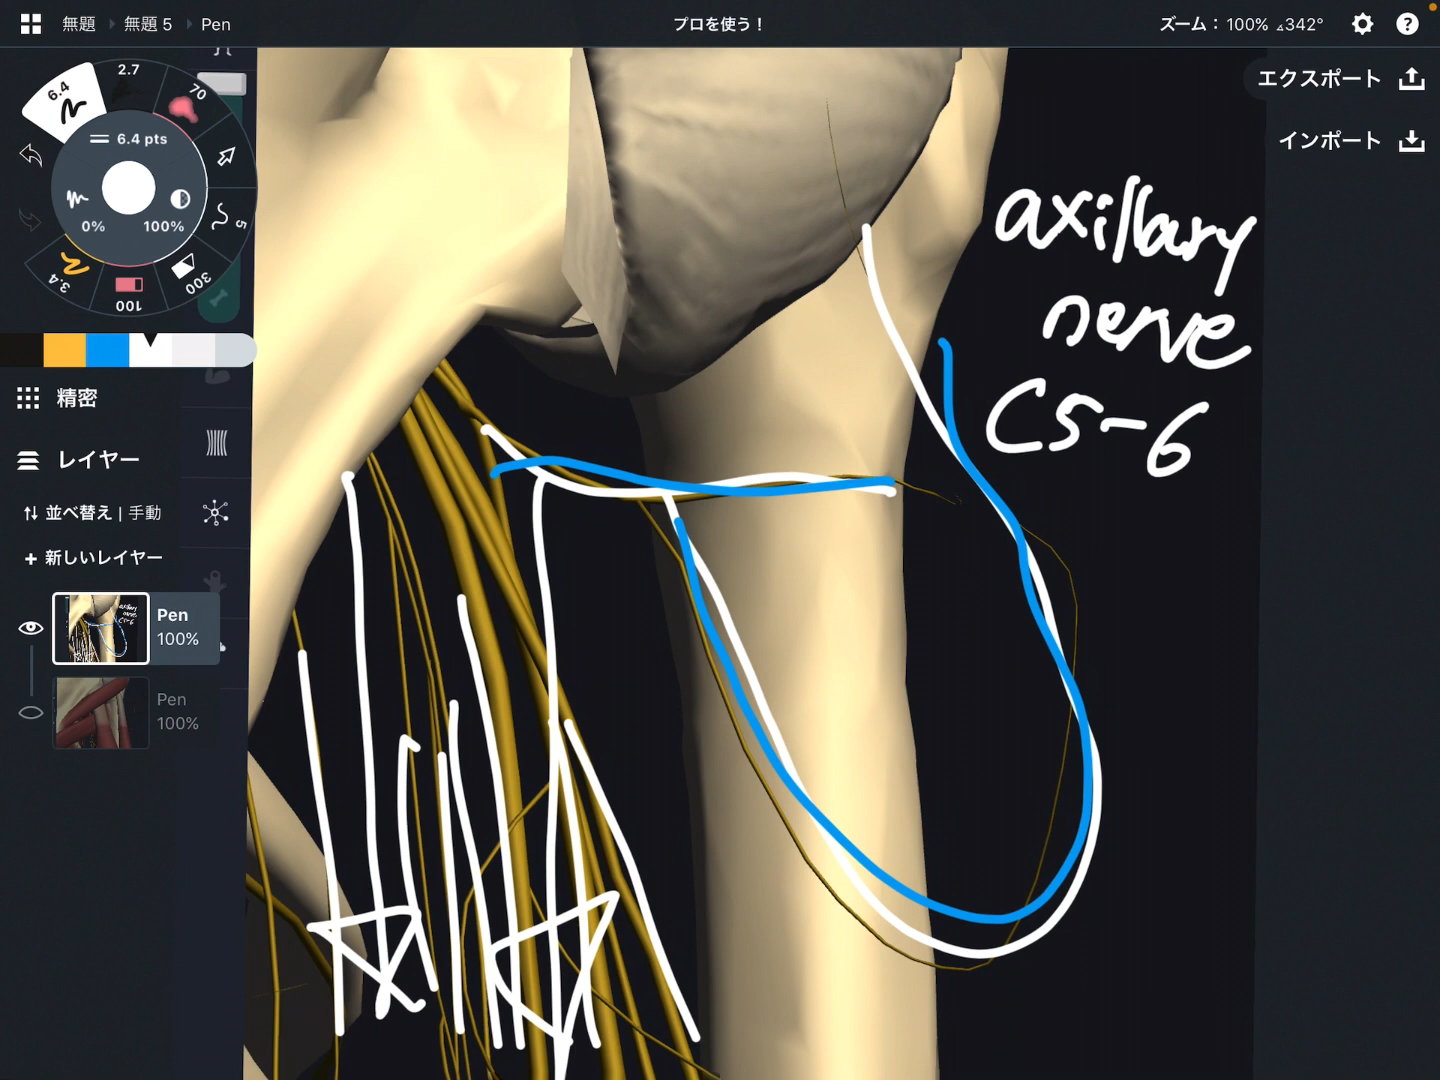 無題 無題 5 Pen
プロを使う！
ズーム： 100% ⦟342°
エクスポート
インポート
2.7
6.4
70
6.4 pts
0% 100%
5
3.4
100
300
精密
レイヤー
並べ替え | 手動
+ 新しいレイヤー
Pen
100%
Pen
100%
axillary
nerve
C5-6